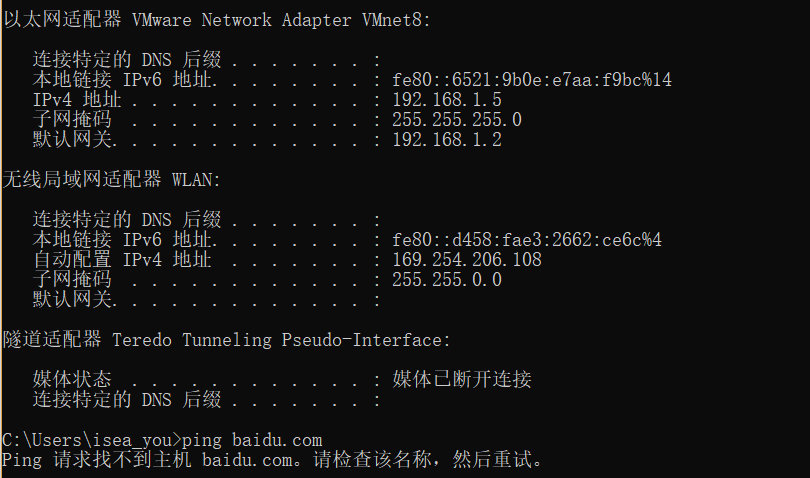 以太网适配器 VMware Network Adapter VMnet8:
连接特定的 DNS 后缀 . . . . . . . :
本地链接 IPv6 地址. . . . . . . . : fe80::6521:9b0e:e7aa:f9bc%14
IPv4 地址 . . . . . . . . . . . . : 192.168.1.5
子网掩码  . . . . . . . . . . . . : 255.255.255.0
默认网关. . . . . . . . . . . . . : 192.168.1.2
无线局域网适配器 WLAN:
连接特定的 DNS 后缀 . . . . . . . :
本地链接 IPv6 地址. . . . . . . . : fe80::d458:fae3:2662:ce6c%4
自动配置 IPv4 地址  . . . . . . . : 169.254.206.108
子网掩码  . . . . . . . . . . . . : 255.255.0.0
默认网关. . . . . . . . . . . . . :
隧道适配器 Teredo Tunneling Pseudo-Interface:
媒体状态  . . . . . . . . . . . . : 媒体已断开连接
连接特定的 DNS 后缀 . . . . . . . :
C:\Users\isea_you>ping baidu.com
Ping 请求找不到主机 baidu.com。请检查该名称，然后重试。